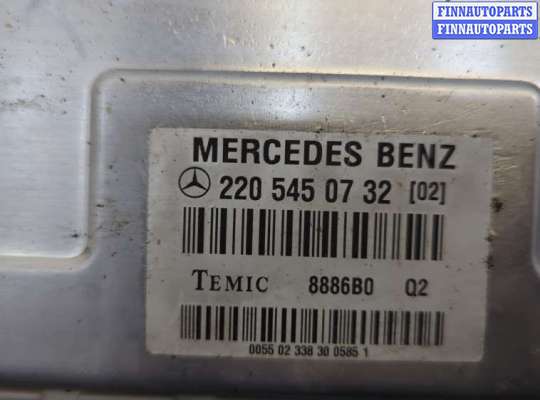 FINNAUTOPARTS
FINNAUTOPARTS
MERCEDES BENZ
220 545 07 32 [02]
TEMIC 8886B0 Q2
0055 02 338 30 0585 1